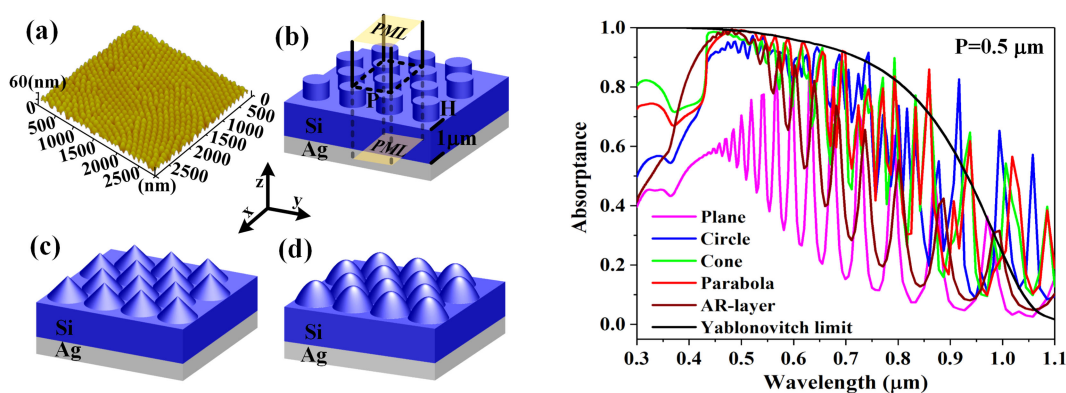 (a)
60(nm)
0
500
1000
1500
2000
2500
(nm)
0
500
1000
1500
2000
2500
(b)
PML
P
H
Si
Ag
PML
1μm
z
y
x
(c)
Si
Ag
(d)
Si
Ag
P=0.5 μm
Absorptance
1.0
0.8
0.6
0.4
0.2
0.0
Plane
Circle
Cone
Parabola
AR-layer
Yablonovitch limit
0.3 0.4 0.5 0.6 0.7 0.8 0.9 1.0 1.1
Wavelength (μm)